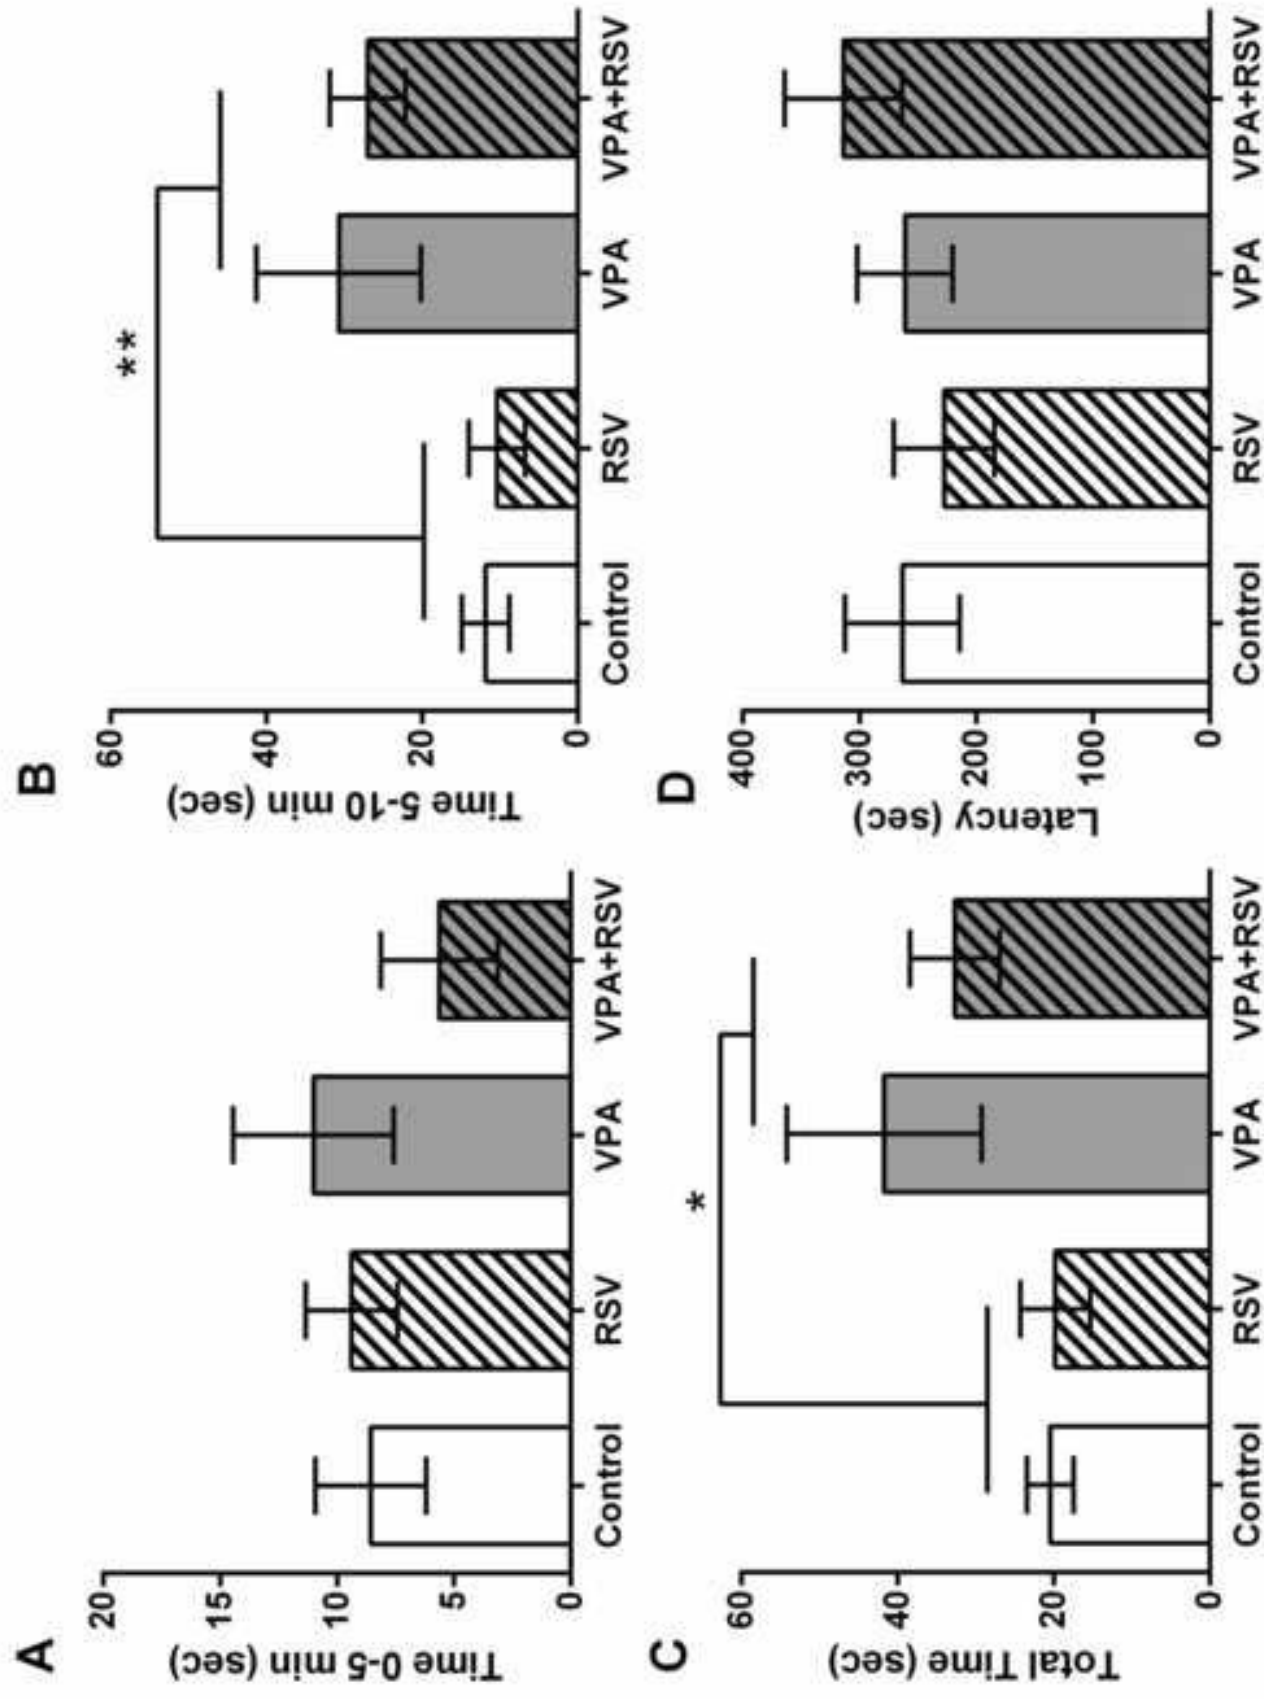 A
Time 0-5 min (sec)
20
15
10
5
0
Control
RSV
VPA
VPA+RSV
B
Time 5-10 min (sec)
60
40
20
0
**
Control
RSV
VPA
VPA+RSV
C
Total Time (sec)
60
40
20
0
*
Control
RSV
VPA
VPA+RSV
D
Latency (sec)
400
300
200
100
0
Control
RSV
VPA
VPA+RSV